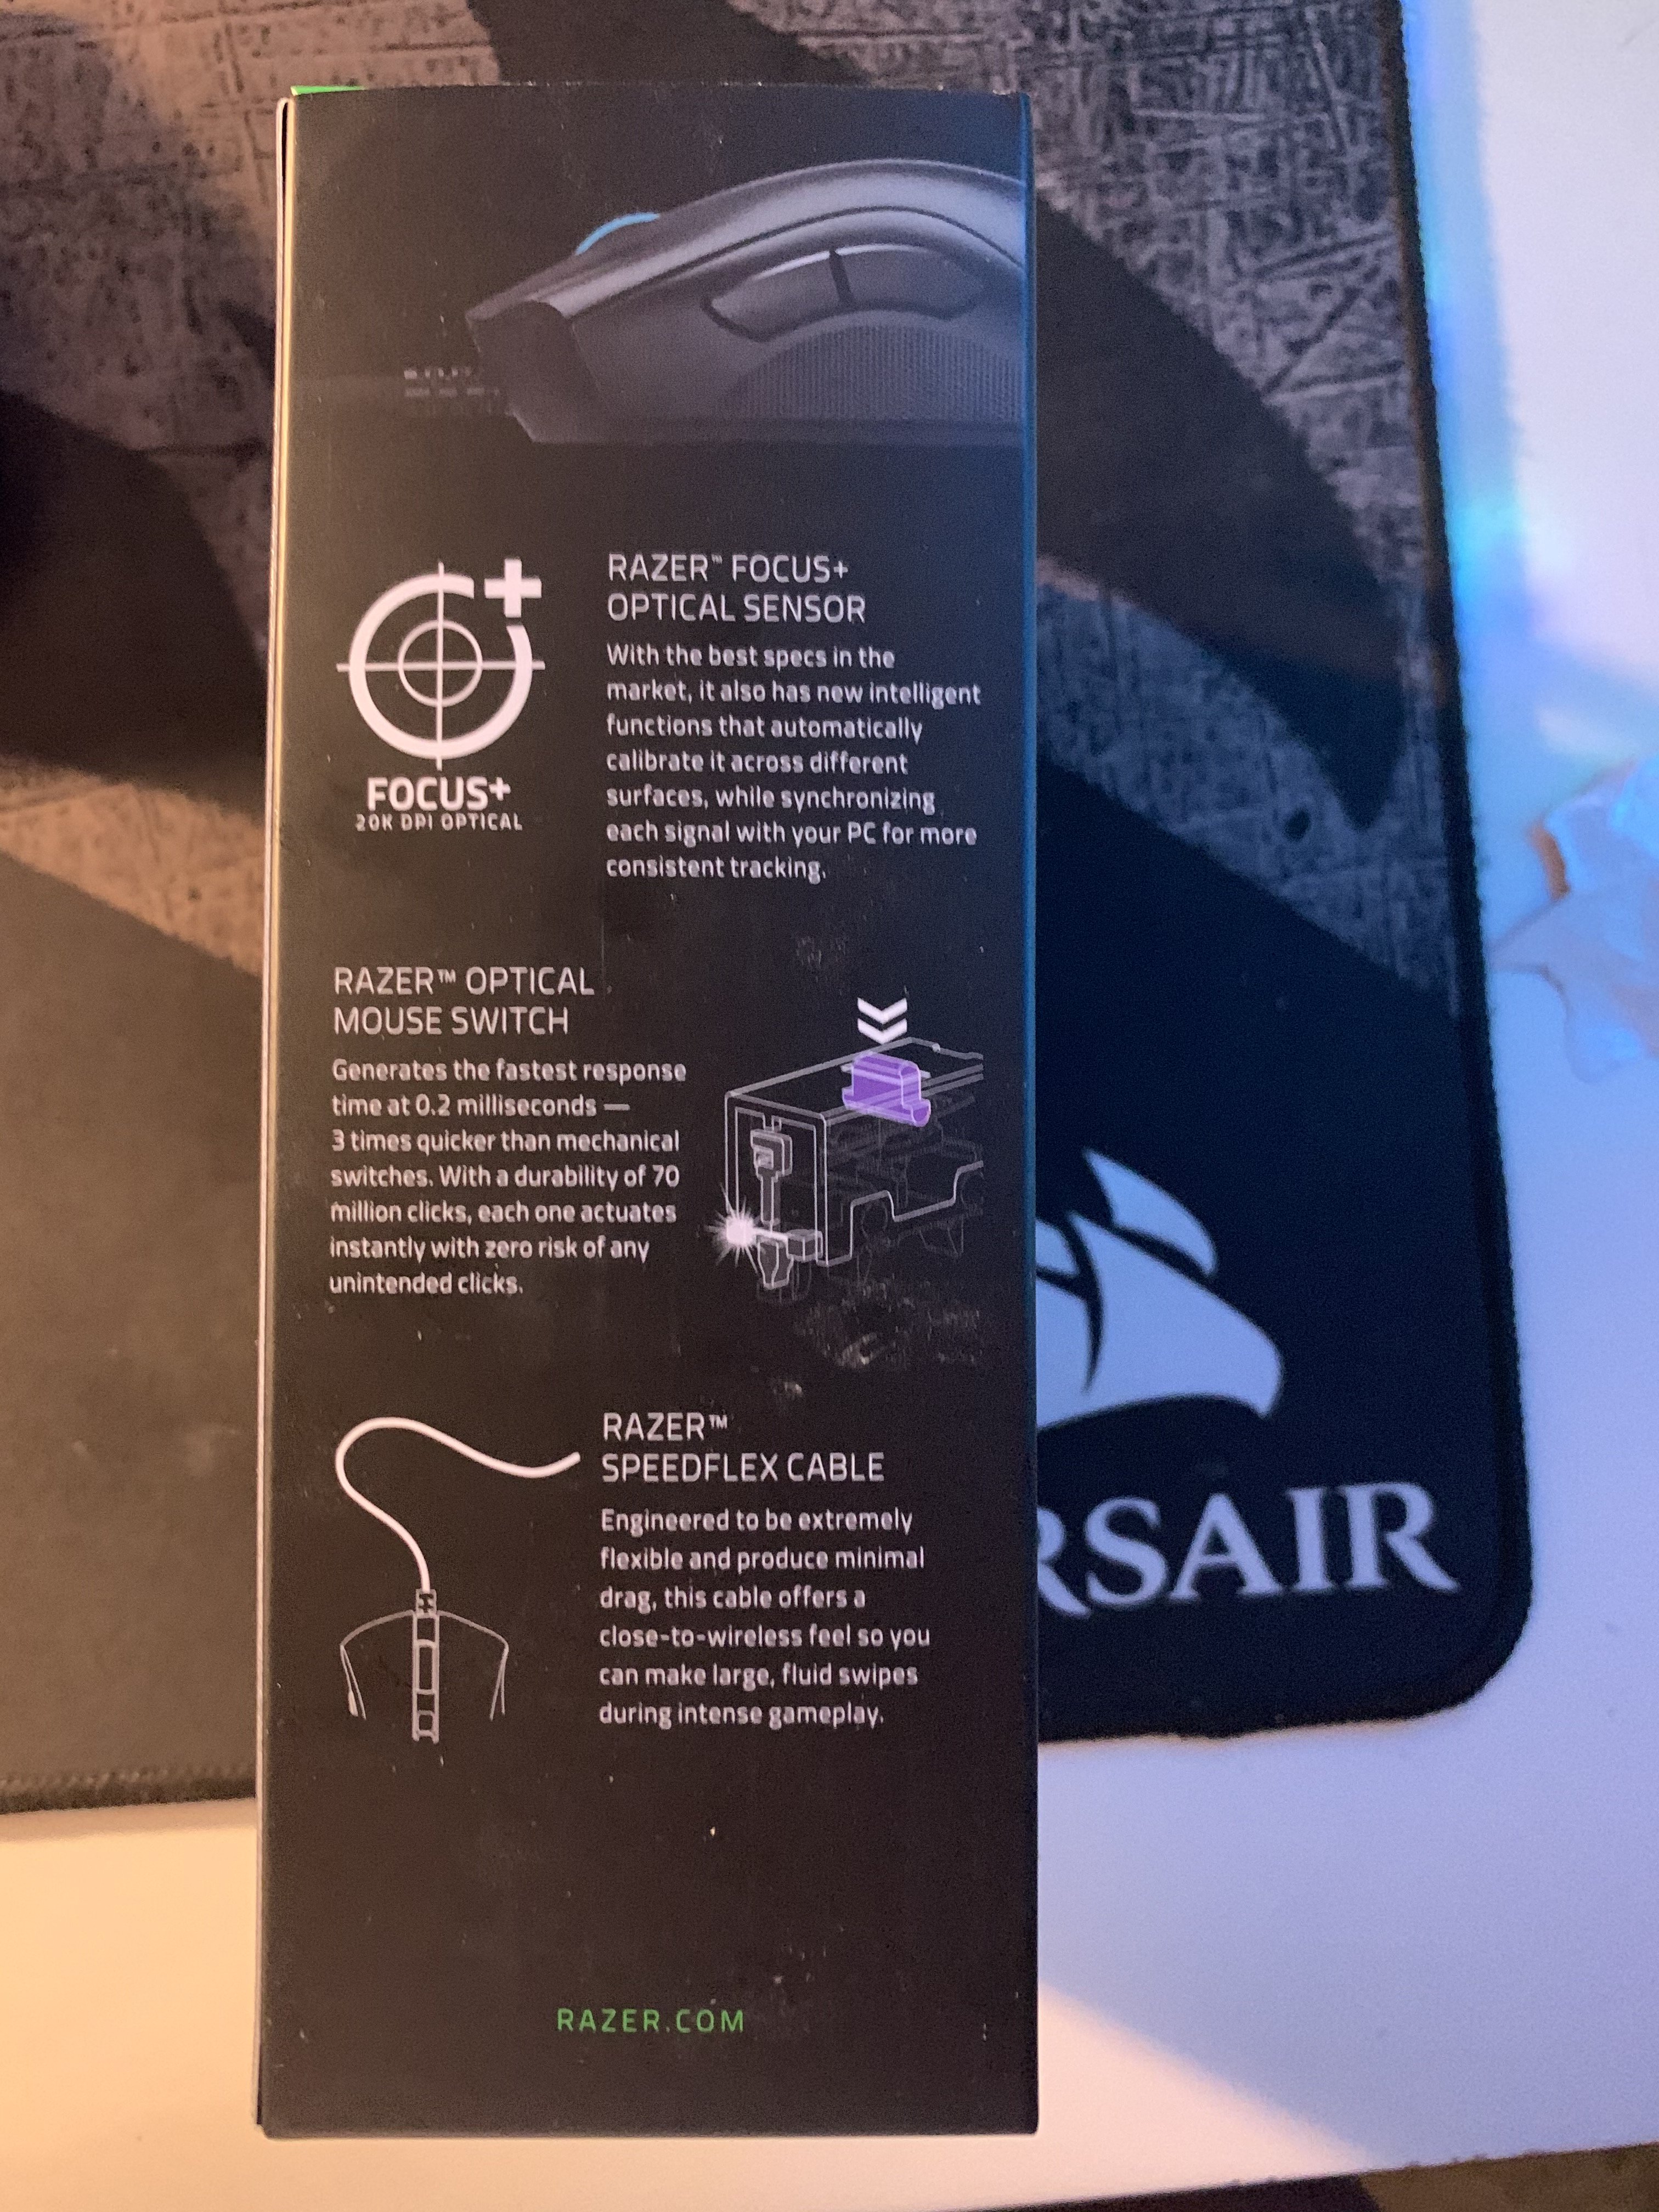 RAZER™ FOCUS+
OPTICAL SENSOR
With the best specs in the
market, it also has new intelligent
functions that automatically
calibrate it across different
surfaces, while synchronizing
each signal with your PC for more
consistent tracking.
FOCUS+
20K DPI OPTICAL
RAZER™ OPTICAL
MOUSE SWITCH
Generates the fastest response
time at 0.2 milliseconds —
3 times quicker than mechanical
switches. With a durability of 70
million clicks, each one actuates
instantly with zero risk of any
unintended clicks.
RAZER™
SPEEDFLEX CABLE
Engineered to be extremely
flexible and produce minimal
drag, this cable offers a
close-to-wireless feel so you
can make large, fluid swipes
during intense gameplay.
RAZER.COM
RSAIR